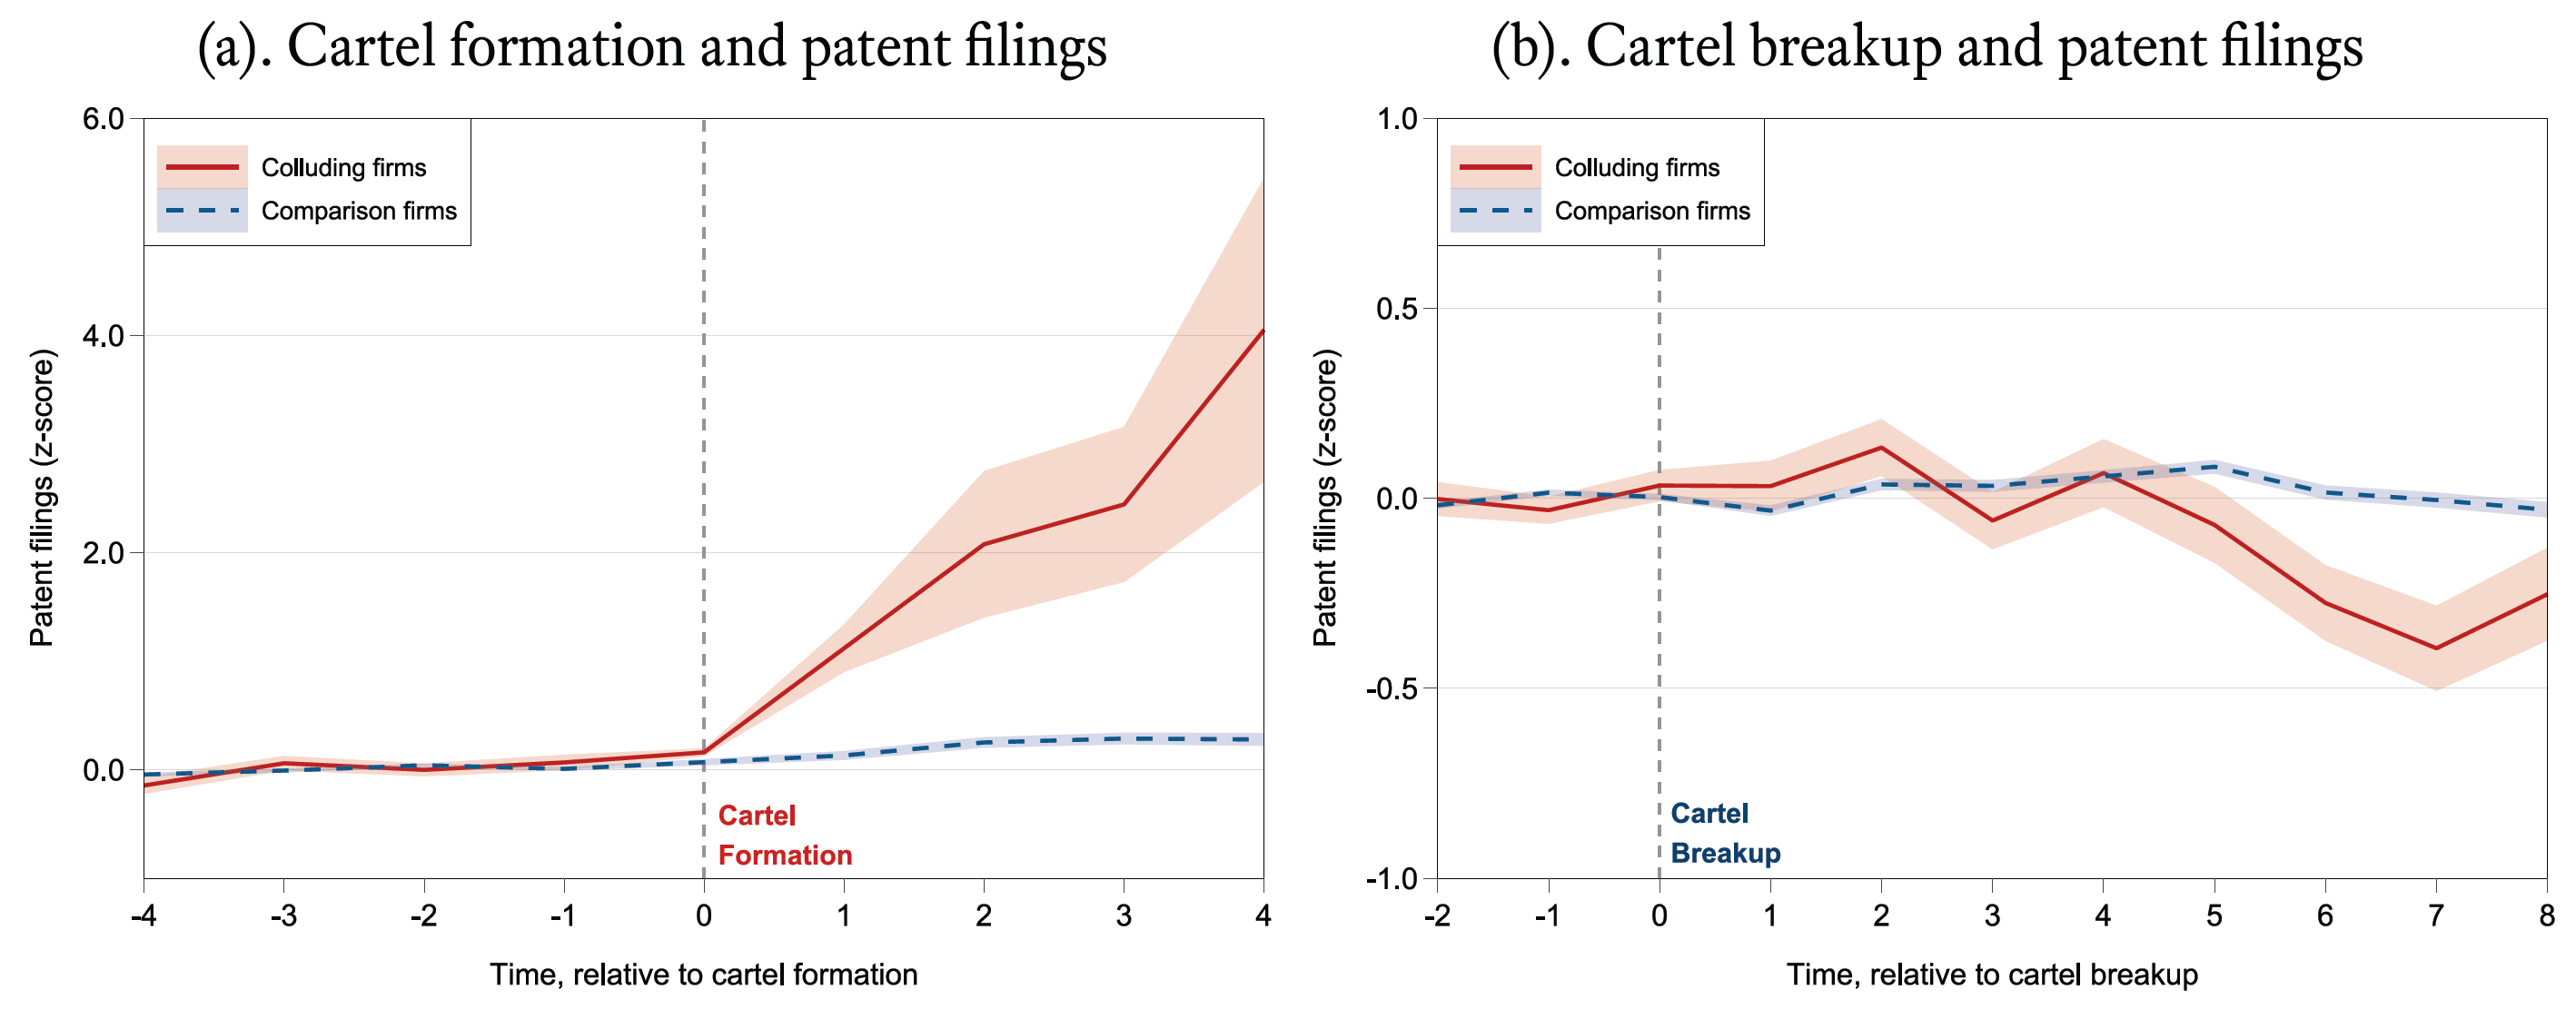 (a). Cartel formation and patent filings
6.0
4.0
2.0
0.0
Patent filings (z-score)
Colluding firms
Comparison firms
Cartel
Formation
-4 -3 -2 -1 0 1 2 3 4
Time, relative to cartel formation
(b). Cartel breakup and patent filings
1.0
0.5
0.0
-0.5
-1.0
Patent filings (z-score)
Colluding firms
Comparison firms
Cartel
Breakup
-2 -1 0 1 2 3 4 5 6 7 8
Time, relative to cartel breakup